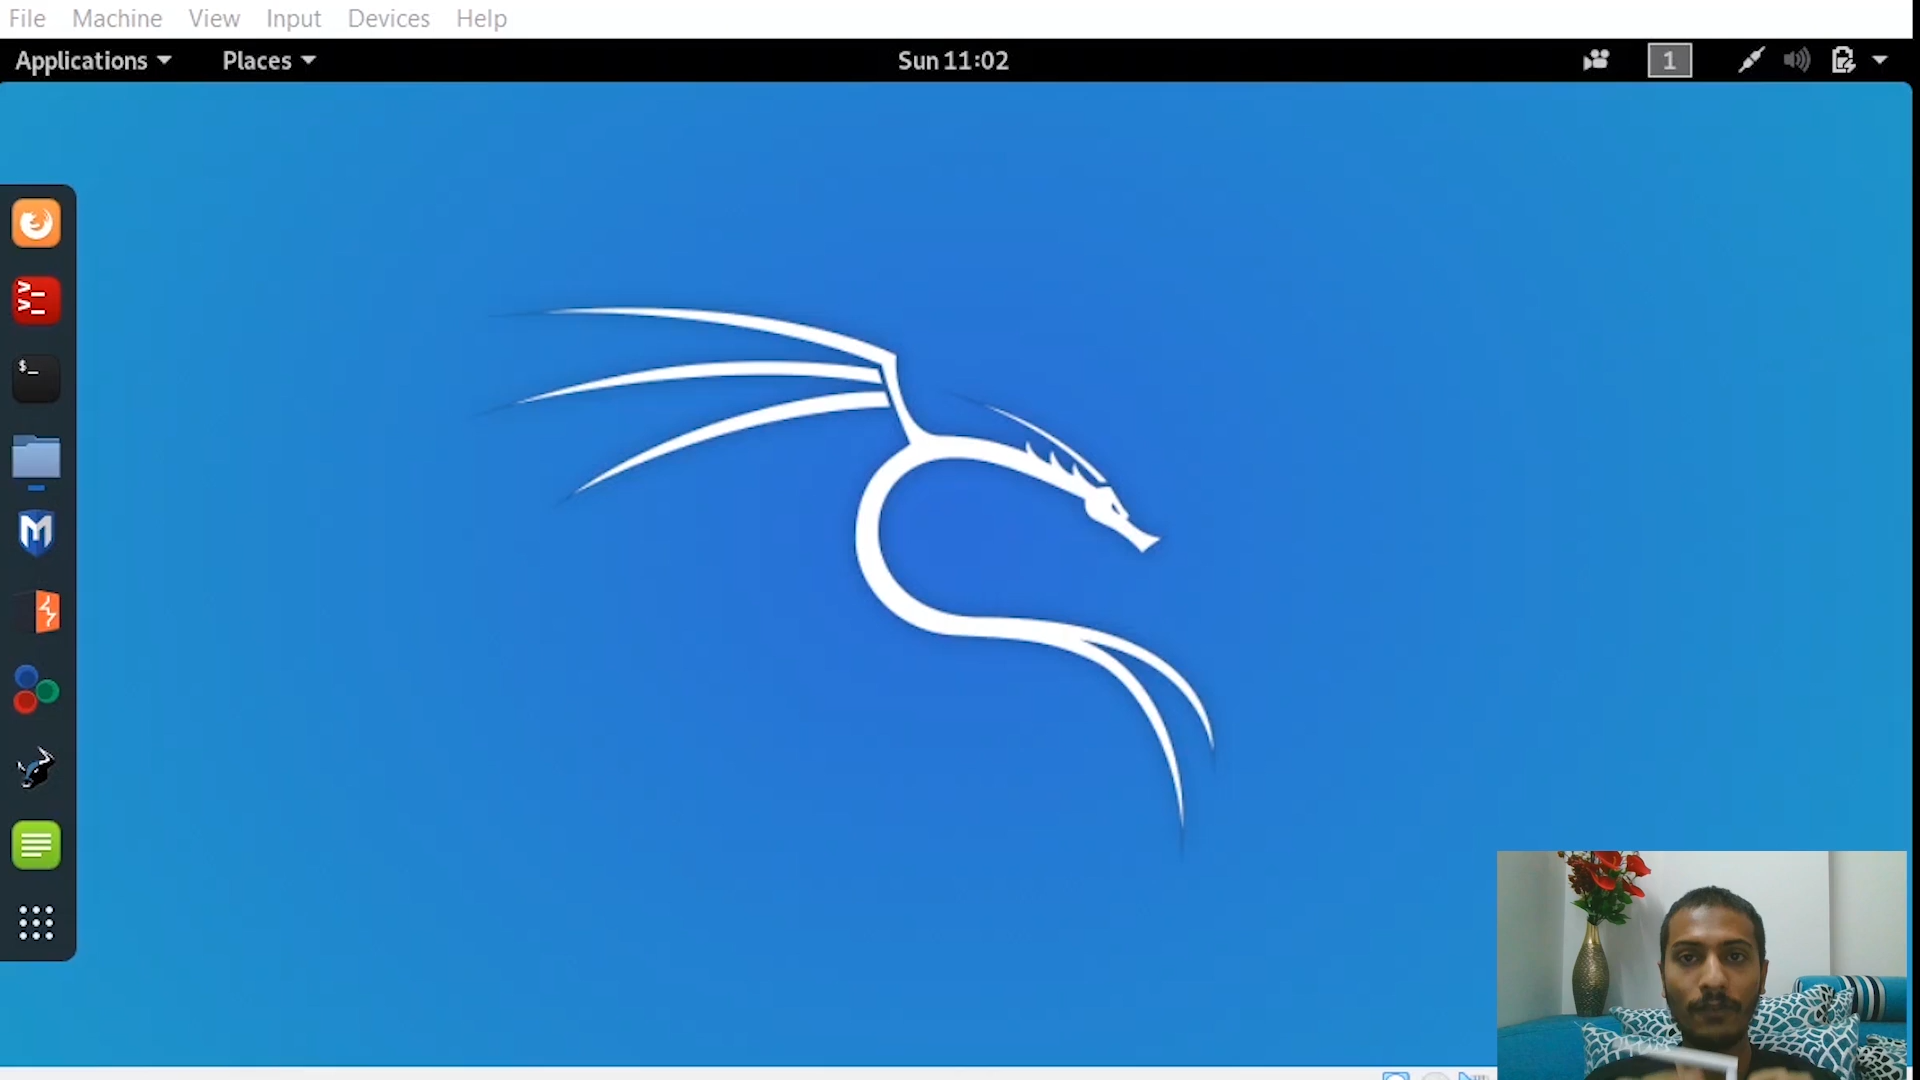 File Machine View Input Devices Help
Applications Places Sun 11:02 1
>_
>_
$_
M